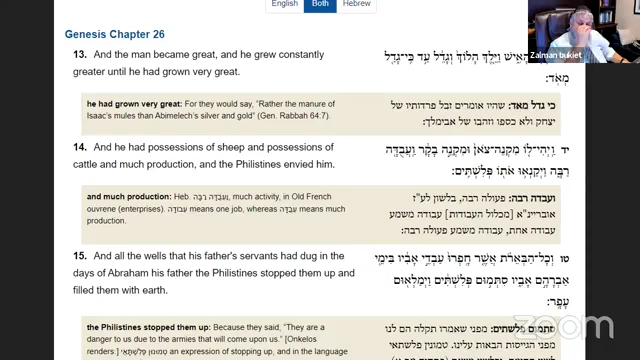 English
Both
Hebrew
Genesis Chapter 26
13. And the man became great, and he grew constantly
greater until he had grown very great.
הָאִ֑ישׁ וַיֵּ֤לֶךְ הָלוֹךְ֙ וְגָדֵ֔ל עַ֥ד כִּֽי־גָדַ֖ל
מְאֹֽד:
he had grown very great: For they would say, "Rather the manure of
Isaac's mules than Abimelech's silver and gold" (Gen. Rabbah 64:7).
כי גדל מאד: שהיו אומרים זבל פרדותיו של
יצחק ולא כספו וזהבו של אבימלך:
14. And he had possessions of sheep and possessions of
cattle and much production, and the Philistines envied him.
יד וַֽיְהִי־ל֤וֹ מִקְנֵה־צֹאן֙ וּמִקְנֵ֣ה בָקָ֔ר וַֽעֲבֻדָּ֖ה
רַבָּ֑ה וַיְקַנְא֥וּ אֹת֖וֹ פְּלִשְׁתִּֽים:
and much production: Heb. וַעֲבֻדָּה רַבָּה, much activity, in Old French
ouvrene (enterprises). עֲבוֹדָה means one job, whereas עֲבֻדָּה means much
production.
ועבדה רבה: פעולה רבה, בלשון לע"ז
אובריינ"א [מכלול העבודות] עבודה משמע
עבודה אחת, עבודה משמע פעולה רבה:
15. And all the wells that his father's servants had dug in the
days of Abraham his father the Philistines stopped them up and
filled them with earth.
טו וְכָל־הַבְּאֵרֹ֗ת אֲשֶׁ֤ר חָֽפְרוּ֙ עַבְדֵ֣י אָבִ֔יו בִּימֵ֖י
אַבְרָהָ֣ם אָבִ֑יו סִתְּמ֣וּם פְּלִשְׁתִּ֔ים וַיְמַלְא֖וּם
עָפָֽר:
the Philistines stopped them up: Because they said, "They are a
danger to us due to the armies that will come upon us." [Onkelos
renders:] טַמּוֹנִין פְּלִשְׁתָּאֵי an expression of stopping up, and in the language
סתמום פלשתים: מפני שאמרו תקלה הם לנו
מפני הגייסות הבאות עלינו. טמונין פלשתאי
Zalman bukiet
zoom